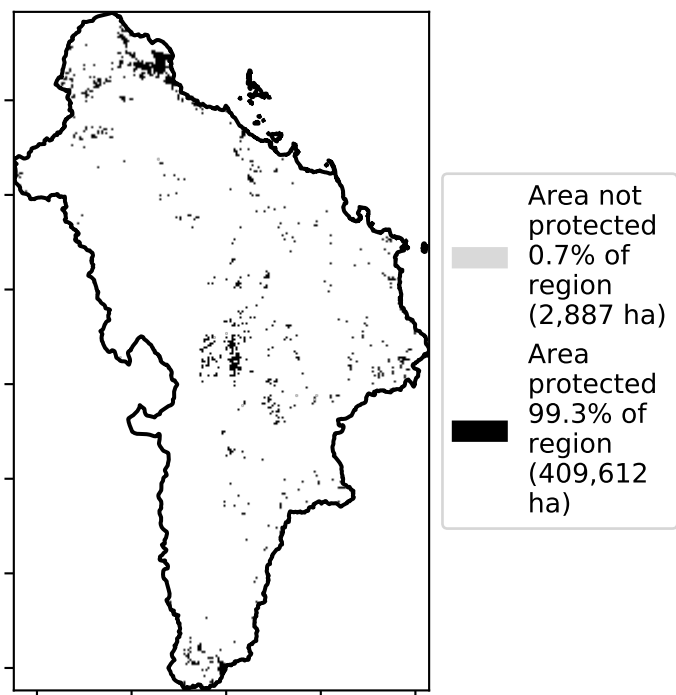 Area not
protected
0.7% of
region
(2,887 ha)
Area
protected
99.3% of
region
(409,612
ha)